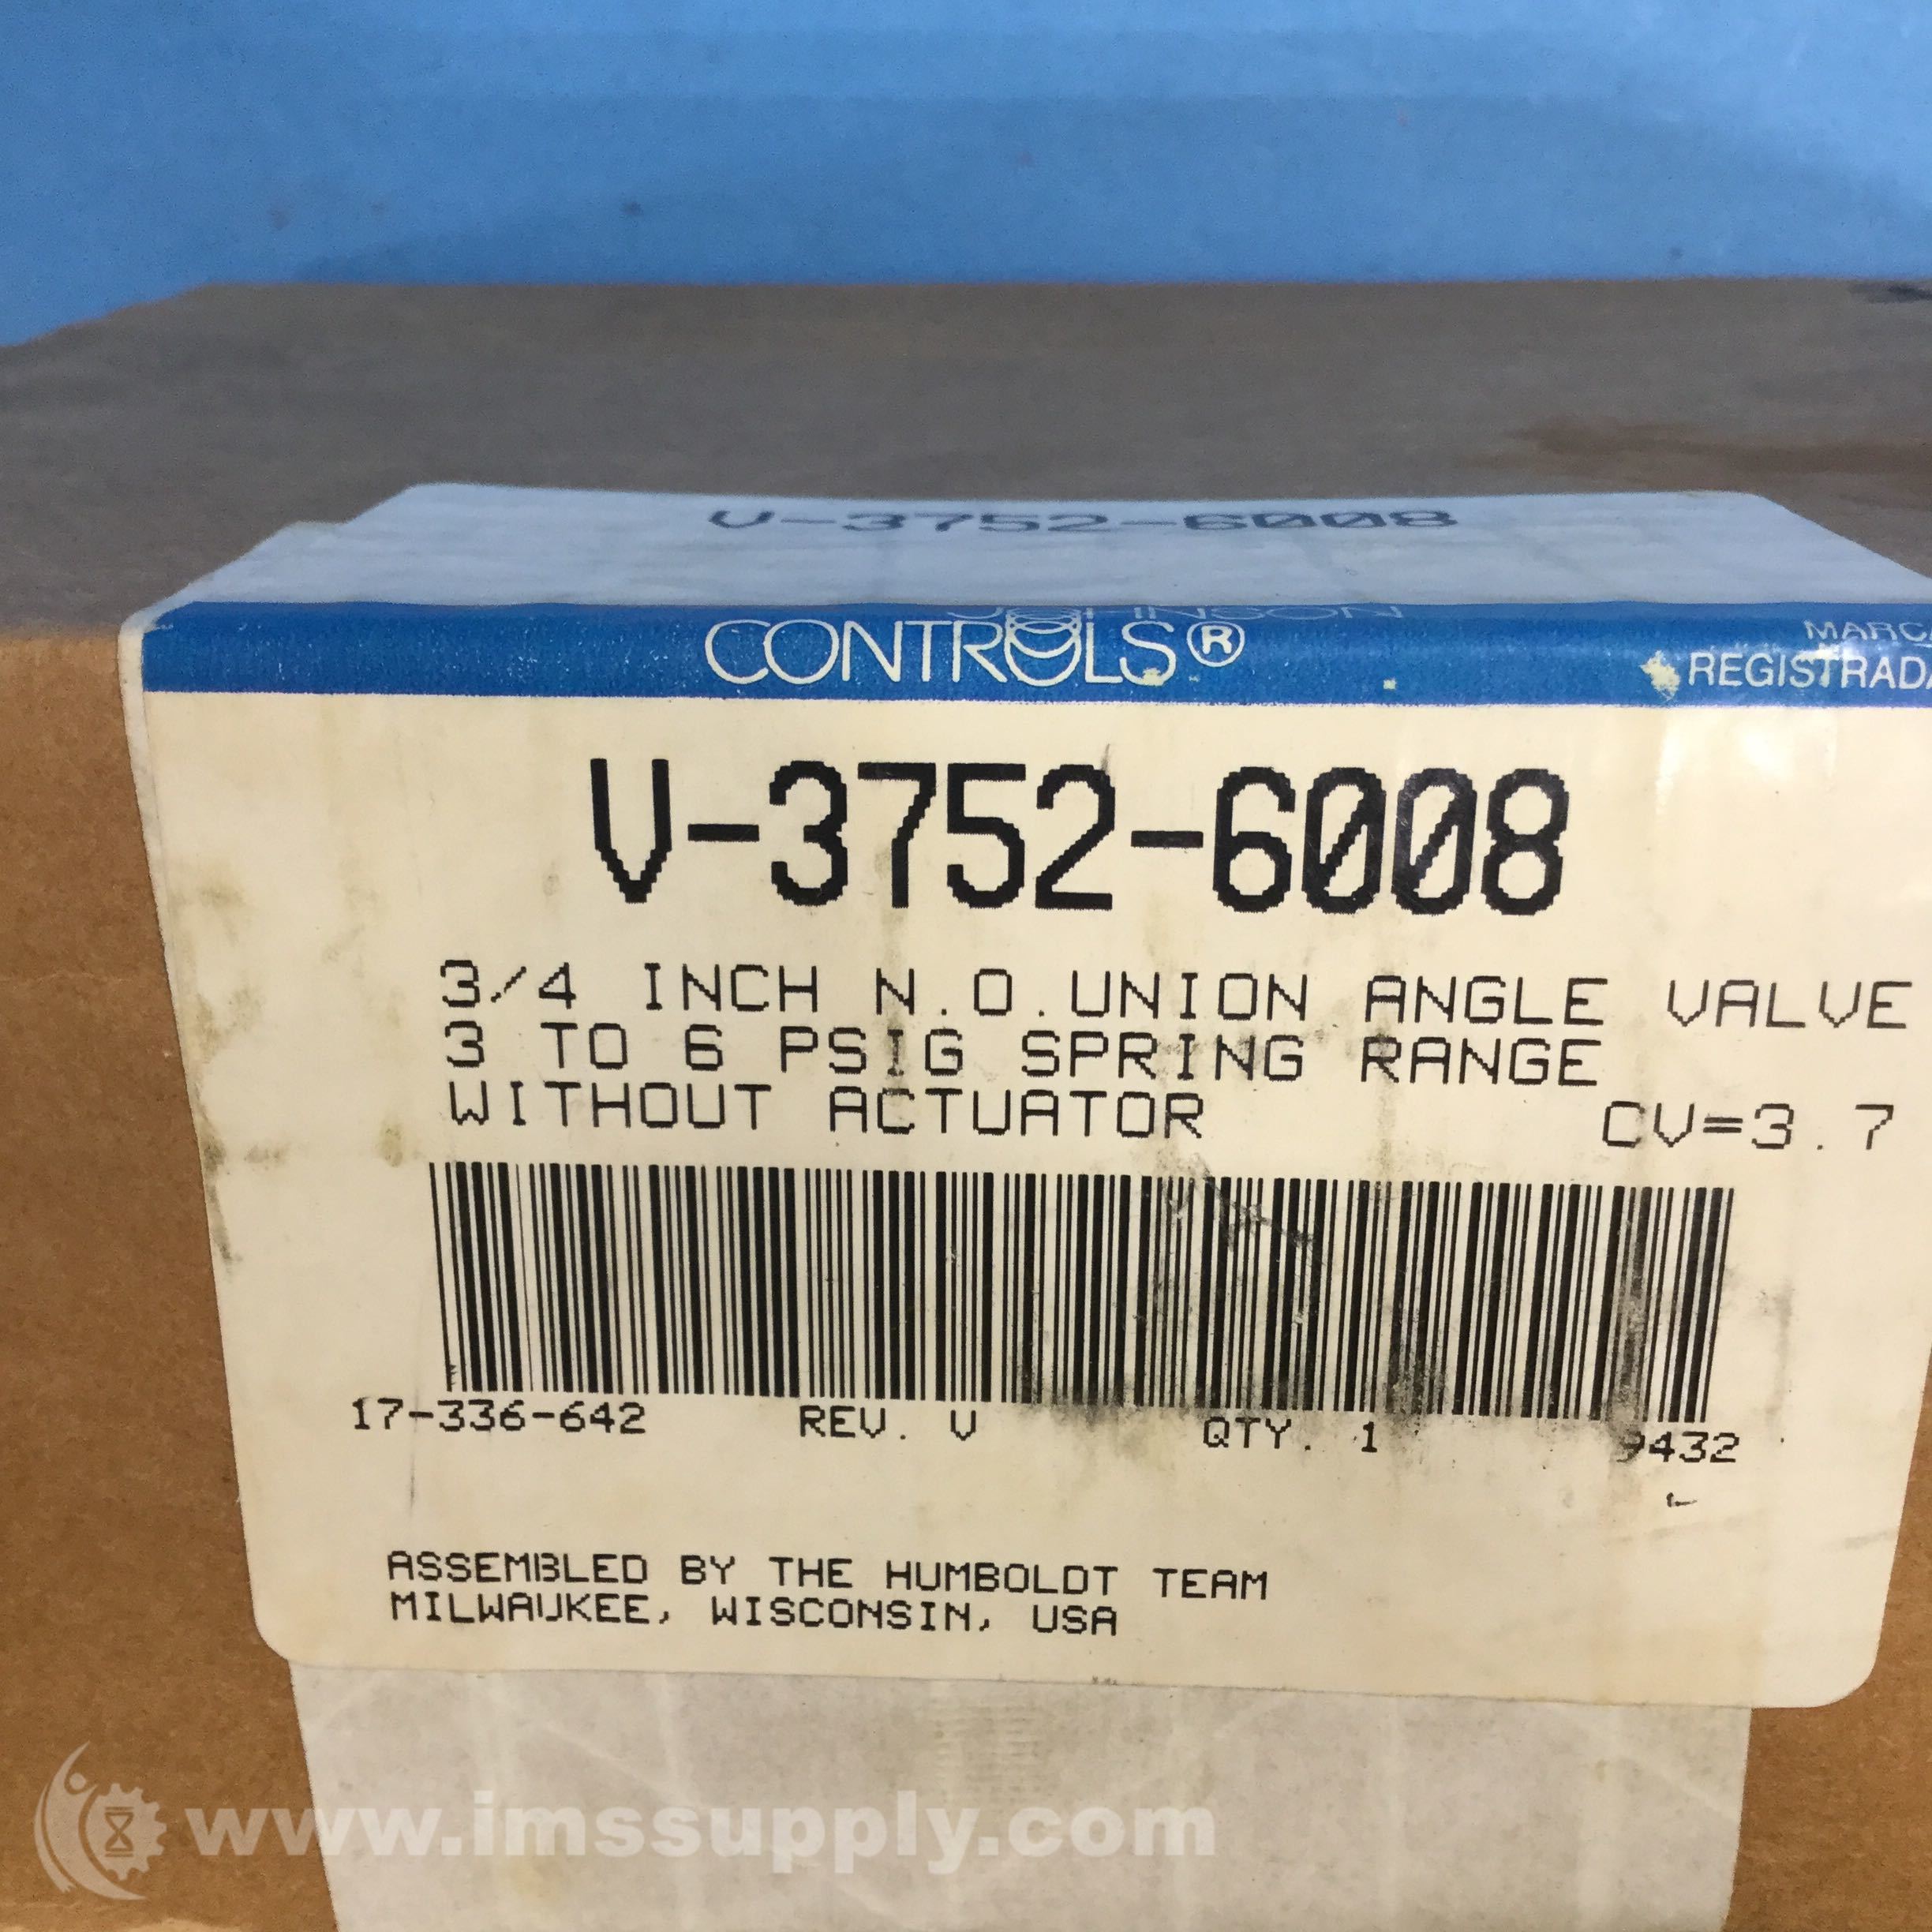 V-3752-6008
JOHNSON
CONTROLS®
MARCA
REGISTRADA
V-3752-6008
3/4 INCH N.O.UNION ANGLE VALVE
3 TO 6 PSIG SPRING RANGE
WITHOUT ACTUATOR CV=3.7
17-336-642 REV. V QTY. 1 9432
ASSEMBLED BY THE HUMBOLDT TEAM
MILWAUKEE, WISCONSIN, USA
www.imssupply.com